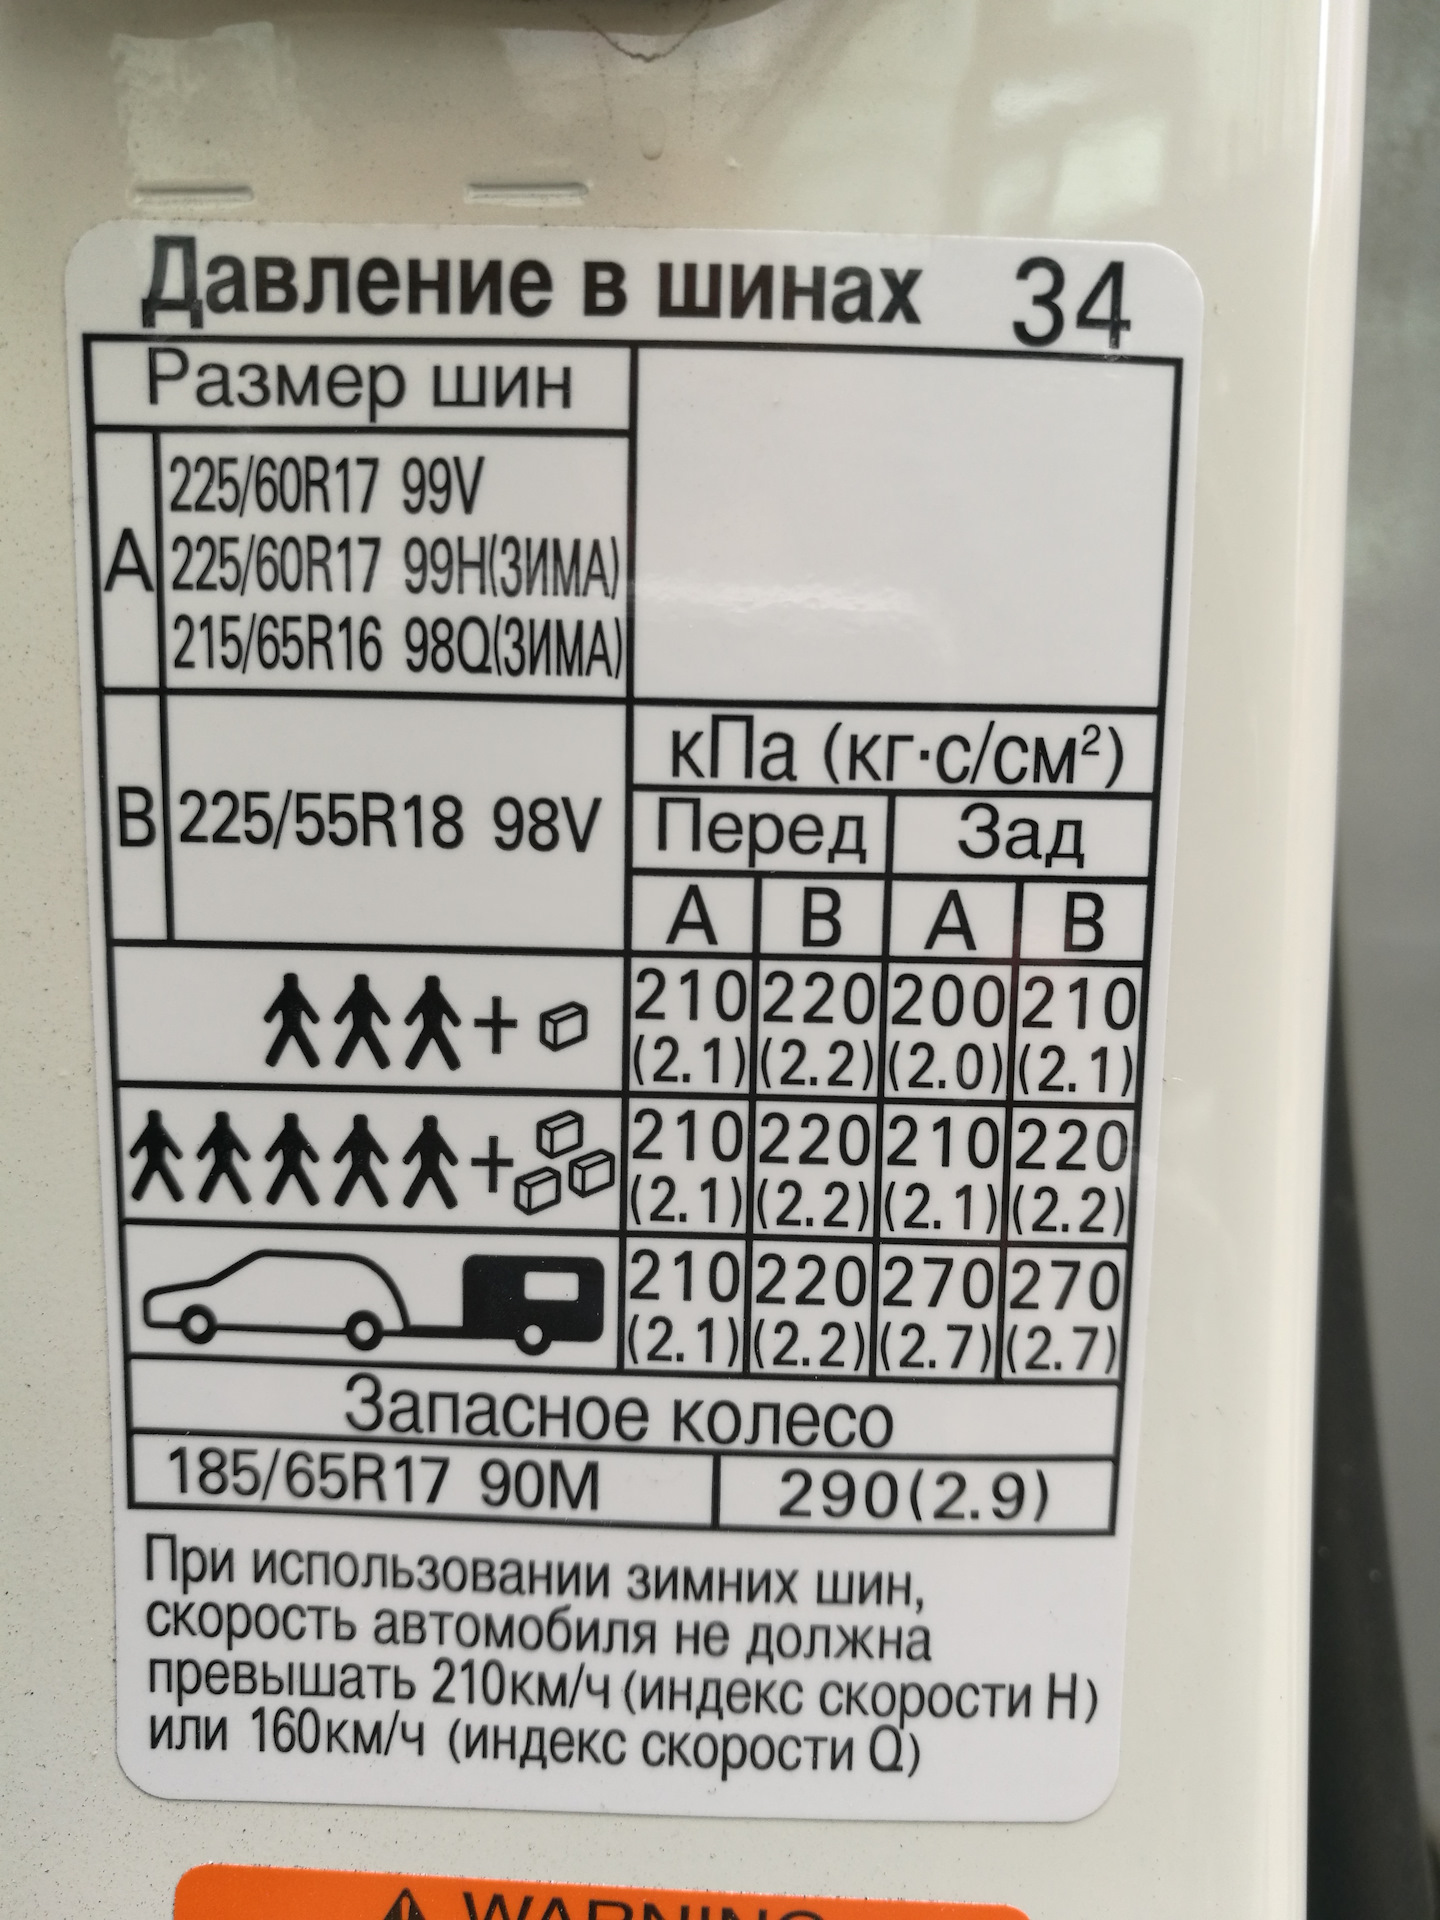 Давление в шинах 34
Размер шин
A
225/60R17 99V
225/60R17 99H(ЗИМА)
215/65R16 98Q(ЗИМА)
B 225/55R18 98V
кПа (кг·с/см²)
Перед Зад
A B A B
+ 210 220 200 210
(2.1) (2.2) (2.0) (2.1)
+ 210 220 210 220
(2.1) (2.2) (2.1) (2.2)
210 220 270 270
(2.1) (2.2) (2.7) (2.7)
Запасное колесо
185/65R17 90M 290(2.9)
При использовании зимних шин,
скорость автомобиля не должна
превышать 210км/ч (индекс скорости H)
или 160км/ч (индекс скорости Q)
WARNING